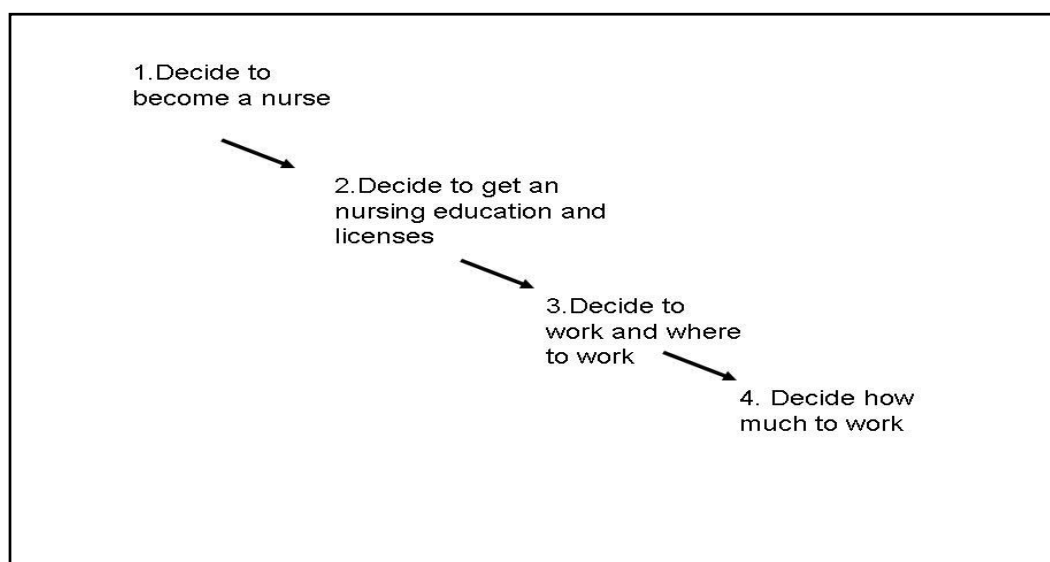 1.Decide to
become a nurse
2.Decide to get an
nursing education and
licenses
3.Decide to
work and where
to work
4. Decide how
much to work